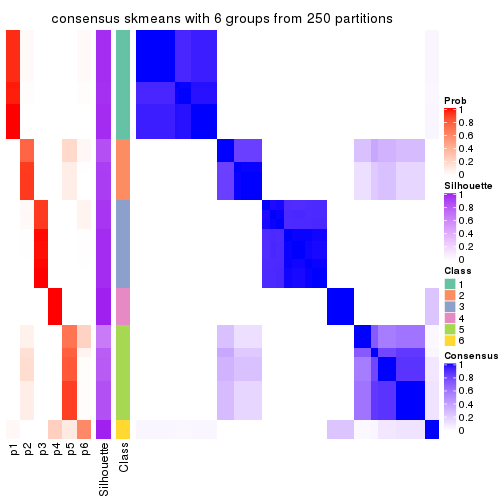 consensus skmeans with 6 groups from 250 partitions
Prob
1
0.8
0.6
0.4
0.2
0
Silhouette
1
0.8
0.6
0.4
0.2
0
Class
1
2
3
4
5
6
Consensus
1
0.8
0.6
0.4
0.2
0
p1
p2
p3
p4
p5
p6
Silhouette
Class